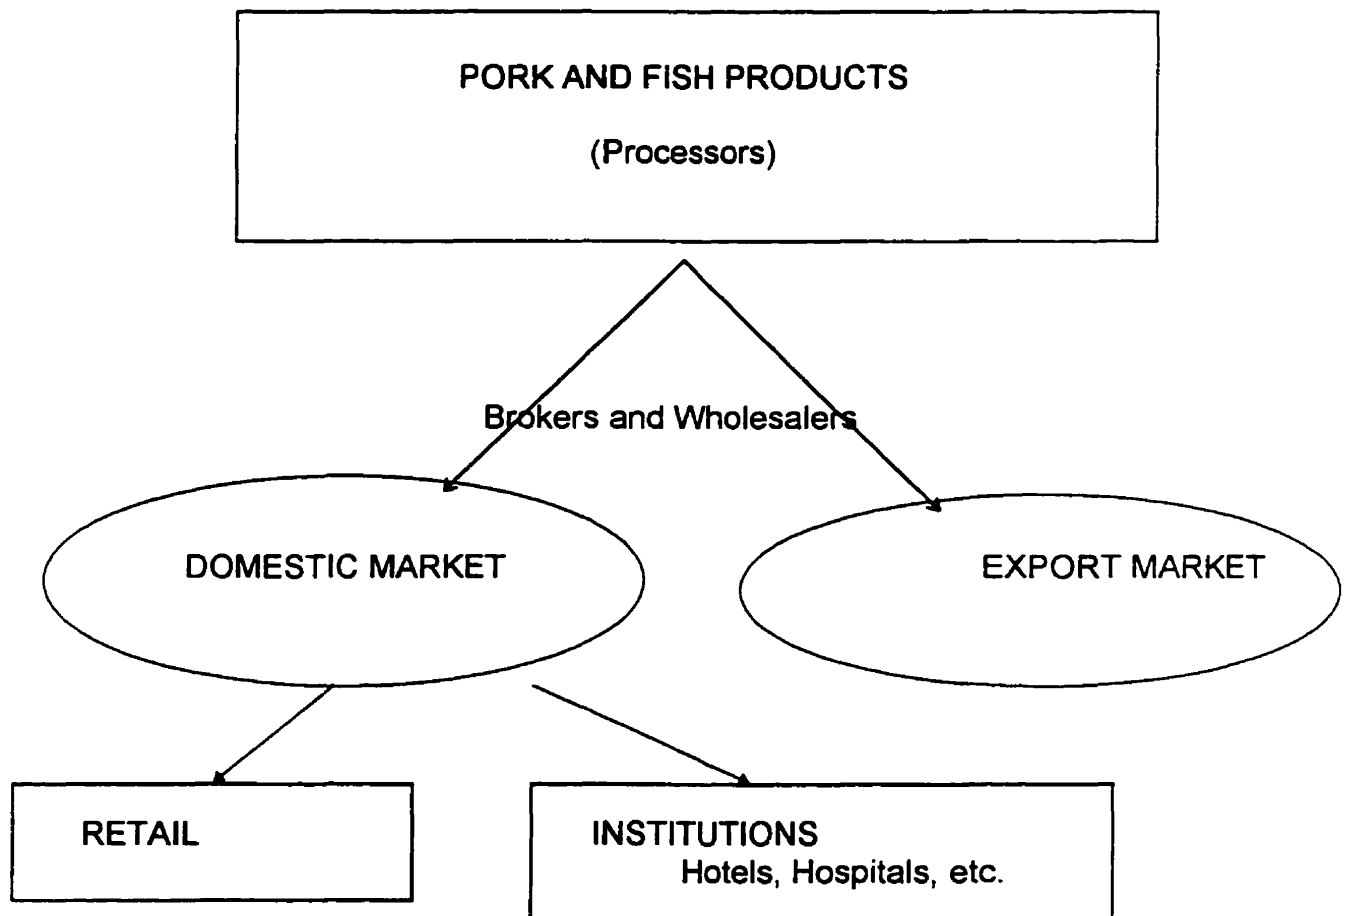 PORK AND FISH PRODUCTS
(Processors)
Brokers and Wholesalers
DOMESTIC MARKET
EXPORT MARKET
RETAIL
INSTITUTIONS
Hotels, Hospitals, etc.